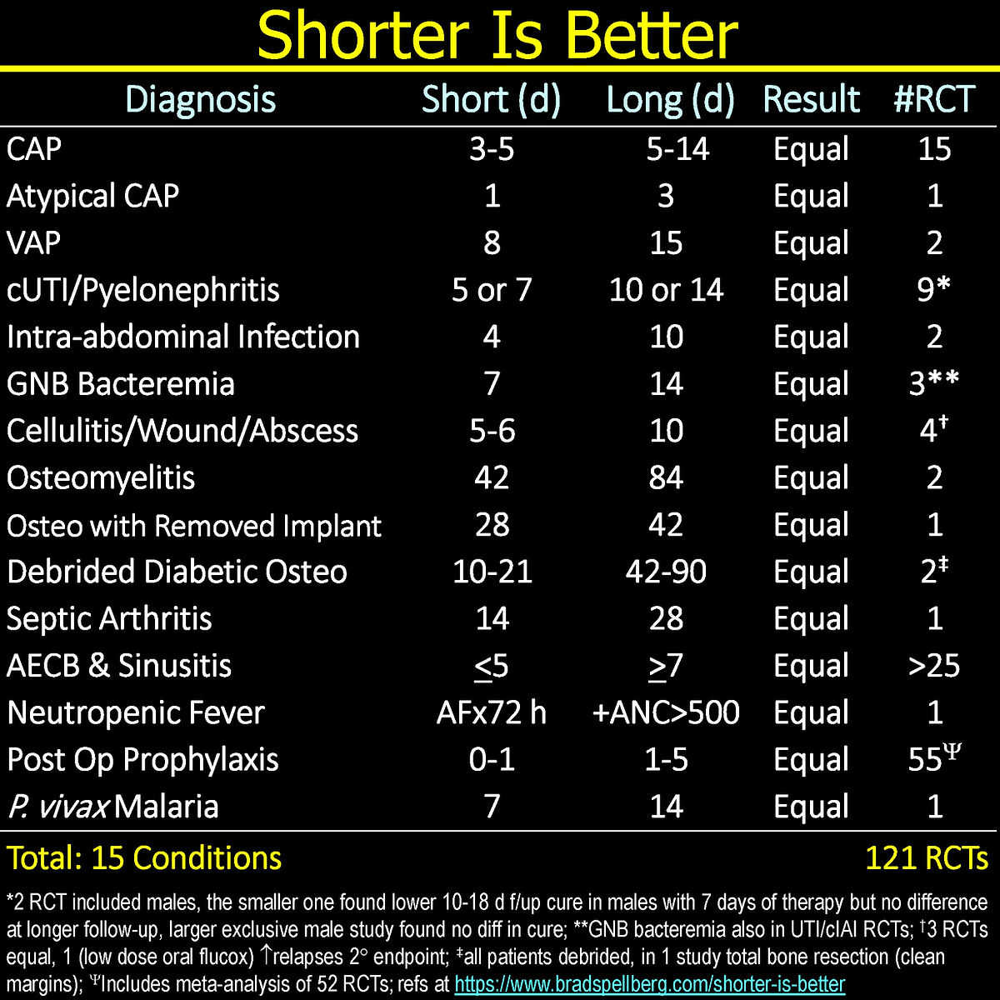 Shorter Is Better
Diagnosis Short (d) Long (d) Result #RCT
CAP 3-5 5-14 Equal 15
Atypical CAP 1 3 Equal 1
VAP 8 15 Equal 2
cUTI/Pyelonephritis 5 or 7 10 or 14 Equal 9*
Intra-abdominal Infection 4 10 Equal 2
GNB Bacteremia 7 14 Equal 3**
Cellulitis/Wound/Abscess 5-6 10 Equal 4†
Osteomyelitis 42 84 Equal 2
Osteo with Removed Implant 28 42 Equal 1
Debrided Diabetic Osteo 10-21 42-90 Equal 2‡
Septic Arthritis 14 28 Equal 1
AECB & Sinusitis ≤5 ≥7 Equal >25
Neutropenic Fever AFx72 h +ANC>500 Equal 1
Post Op Prophylaxis 0-1 1-5 Equal 55Ψ
P. vivax Malaria 7 14 Equal 1
Total: 15 Conditions 121 RCTs
*2 RCT included males, the smaller one found lower 10-18 d f/up cure in males with 7 days of therapy but no difference
at longer follow-up, larger exclusive male study found no diff in cure; **GNB bacteremia also in UTI/cIAI RCTs; †3 RCTs
equal, 1 (low dose oral flucox) ↑relapses 2° endpoint; ‡all patients debrided, in 1 study total bone resection (clean
margins); ΨIncludes meta-analysis of 52 RCTs; refs at https://www.bradspellberg.com/shorter-is-better